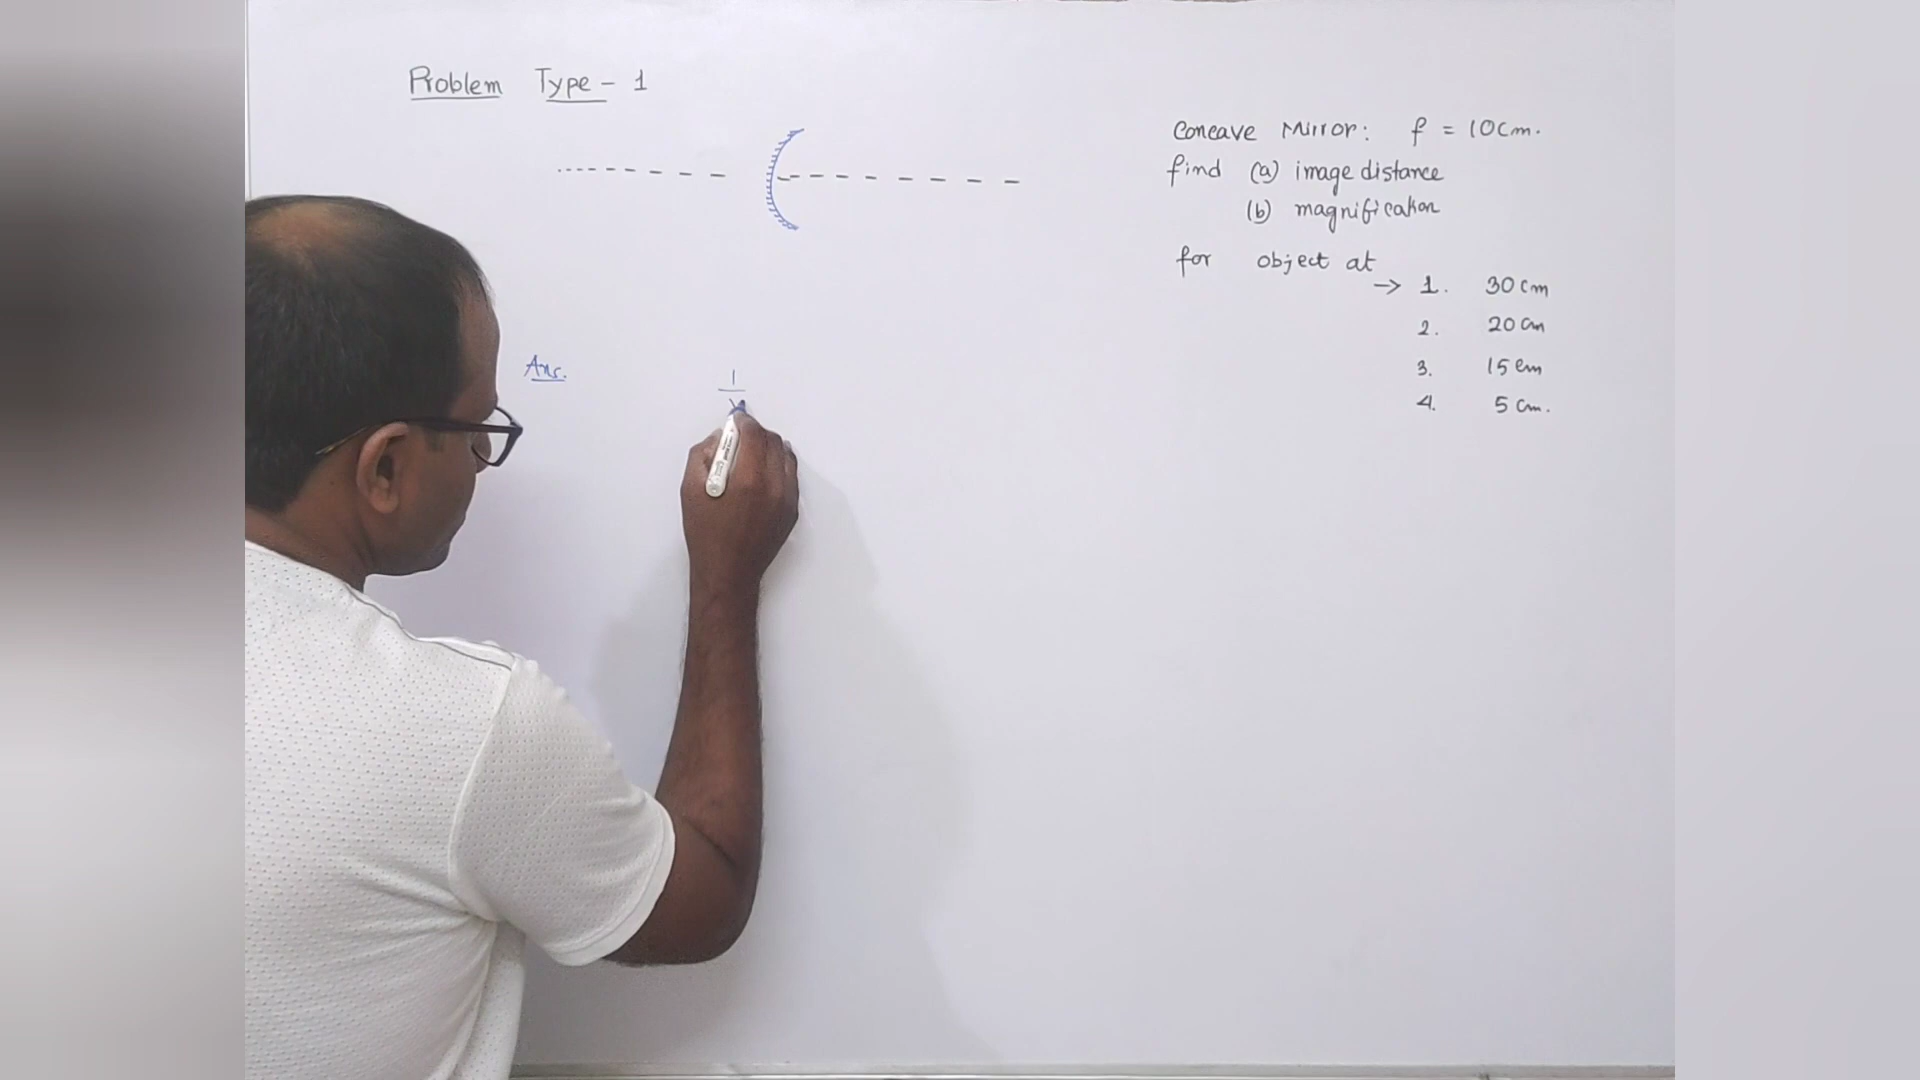 Problem Type - 1
Concave Mirror: f = 10cm.
find (a) image distance
(b) magnification
for object at
→ 1. 30 cm
2. 20 cm
3. 15 cm
4. 5 cm.
Ans.
1